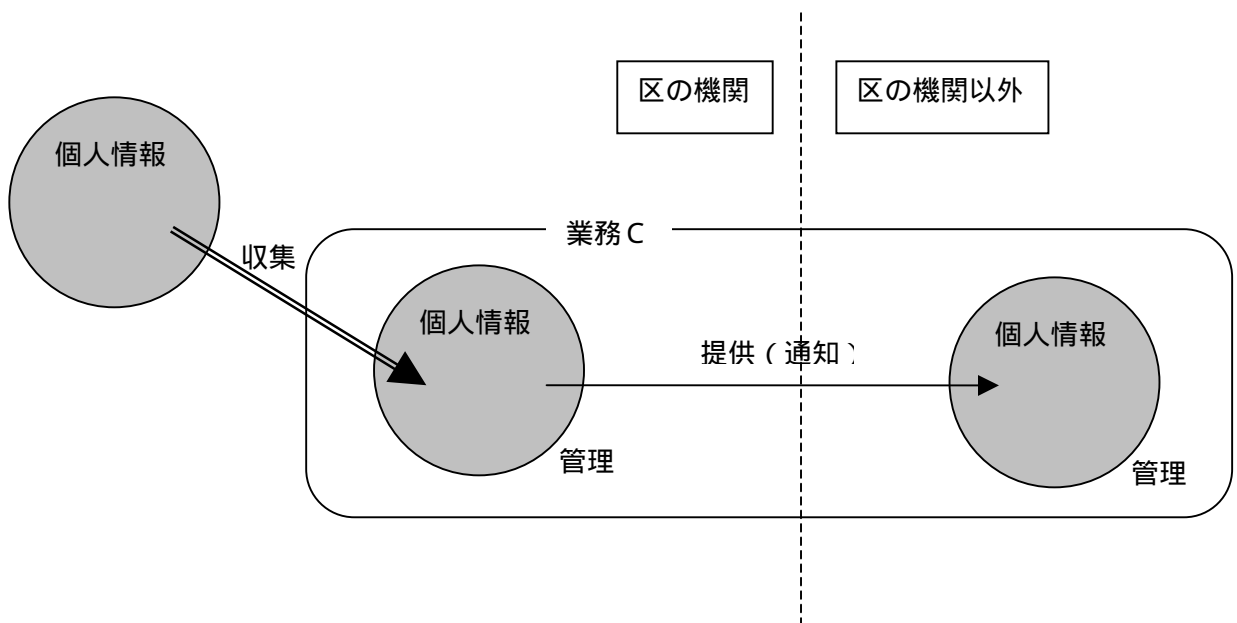 区の機関
区の機関以外
個人情報
業務C
収集
個人情報
提供(通知)
個人情報
管理
管理